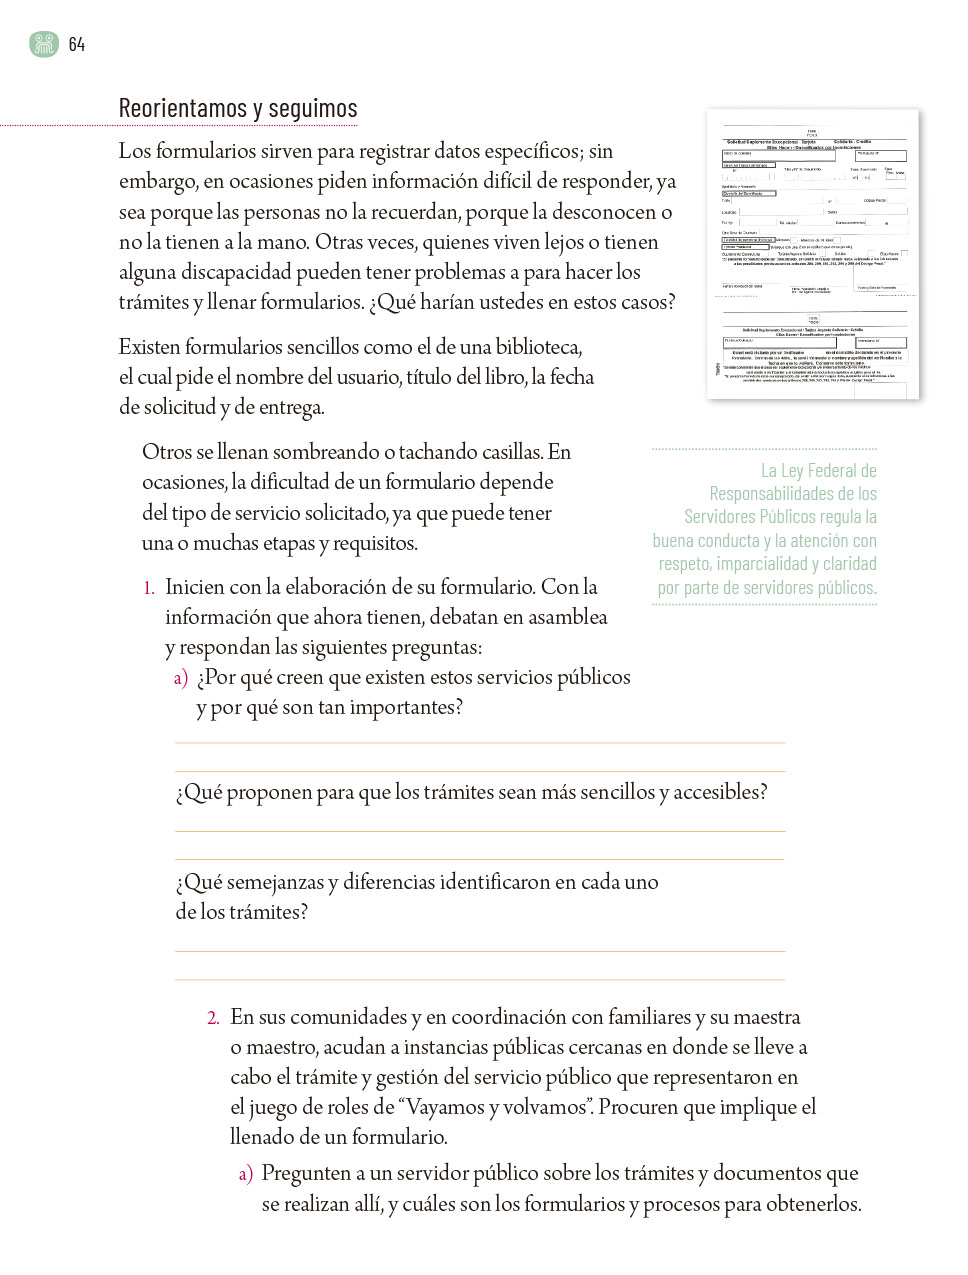 64
Reorientamos y seguimos
Los formularios sirven para registrar datos específicos; sin
embargo, en ocasiones piden información difícil de responder, ya
sea porque las personas no la recuerdan, porque la desconocen o
no la tienen a la mano. Otras veces, quienes viven lejos o tienen
alguna discapacidad pueden tener problemas a para hacer los
trámites y llenar formularios. ¿Qué harían ustedes en estos casos?
Existen formularios sencillos como el de una biblioteca,
el cual pide el nombre del usuario, título del libro, la fecha
de solicitud y de entrega.
Otros se llenan sombreando o tachando casillas. En
ocasiones, la dificultad de un formulario depende
del tipo de servicio solicitado, ya que puede tener
una o muchas etapas y requisitos.
La Ley Federal de
Responsabilidades de los
Servidores Públicos regula la
buena conducta y la atención con
respeto, imparcialidad y claridad
por parte de servidores públicos.
1. Inicien con la elaboración de su formulario. Con la
información que ahora tienen, debatan en asamblea
y respondan las siguientes preguntas:
a) ¿Por qué creen que existen estos servicios públicos
y por qué son tan importantes?
¿Qué proponen para que los trámites sean más sencillos y accesibles?
¿Qué semejanzas y diferencias identificaron en cada uno
de los trámites?
2. En sus comunidades y en coordinación con familiares y su maestra
o maestro, acudan a instancias públicas cercanas en donde se lleve a
cabo el trámite y gestión del servicio público que representaron en
el juego de roles de “Vayamos y volvamos”. Procuren que implique el
llenado de un formulario.
a) Pregunten a un servidor público sobre los trámites y documentos que
se realizan allí, y cuáles son los formularios y procesos para obtenerlos.